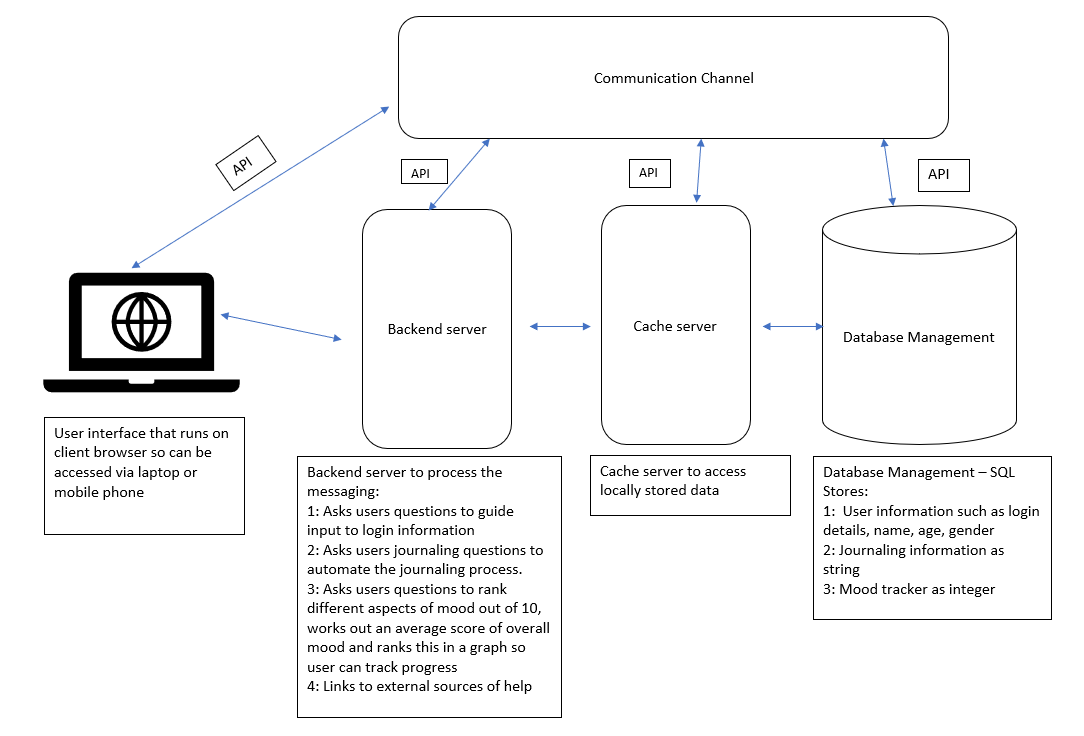 Communication Channel
API
API
API
API
Backend server
Cache server
Database Management
User interface that runs on
client browser so can be
accessed via laptop or
mobile phone
Backend server to process the
messaging:
1: Asks users questions to guide
input to login information
2: Asks users journaling questions to
automate the journaling process.
3: Asks users questions to rank
different aspects of mood out of 10,
works out an average score of overall
mood and ranks this in a graph so
user can track progress
4: Links to external sources of help
Cache server to access
locally stored data
Database Management – SQL
Stores:
1:  User information such as login
details, name, age, gender
2: Journaling information as
string
3: Mood tracker as integer